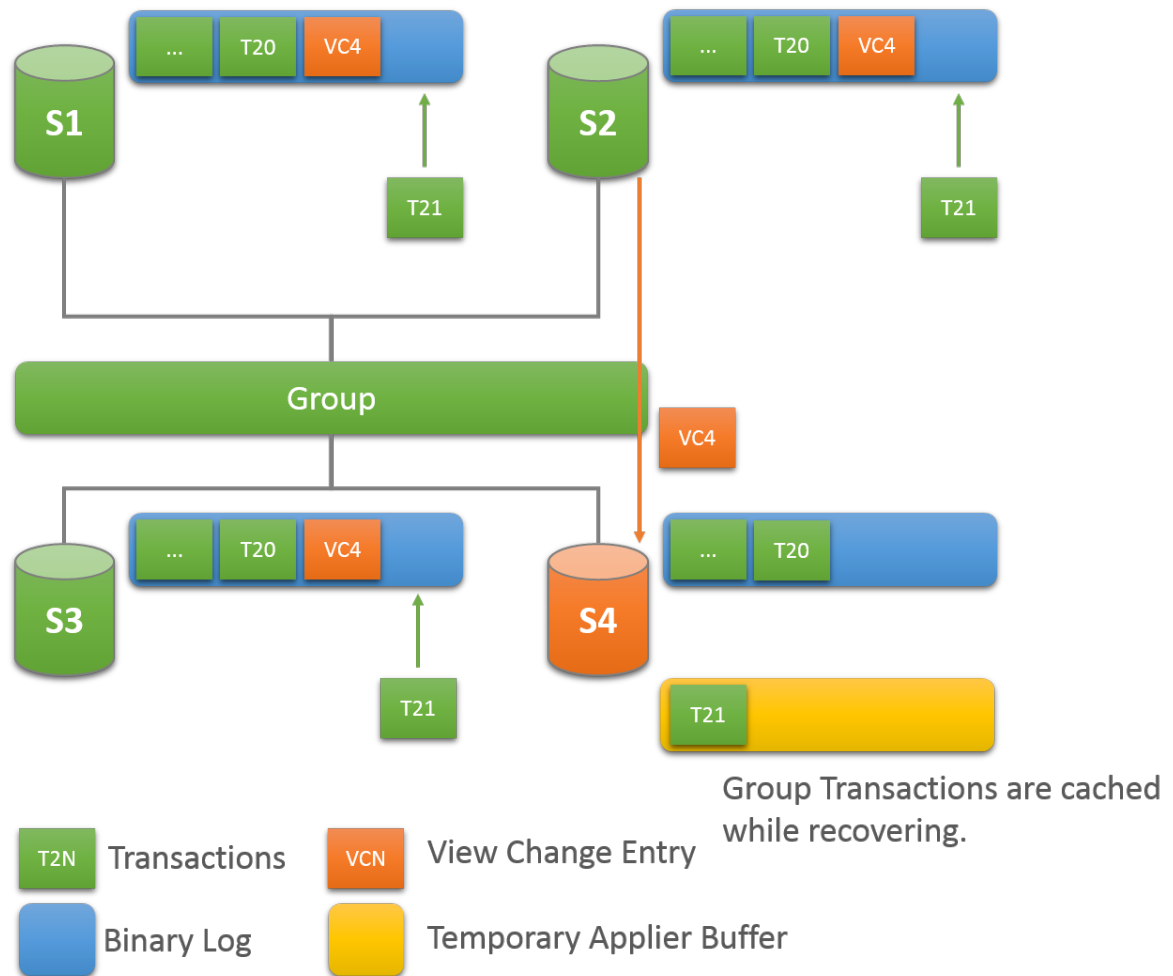 ... T20 VC4
... T20 VC4
S1
S2
T21
T21
Group
VC4
... T20 VC4
... T20
S3
S4
T21
T21
Group Transactions are cached
while recovering.
T2N Transactions
VCN View Change Entry
Binary Log
Temporary Applier Buffer